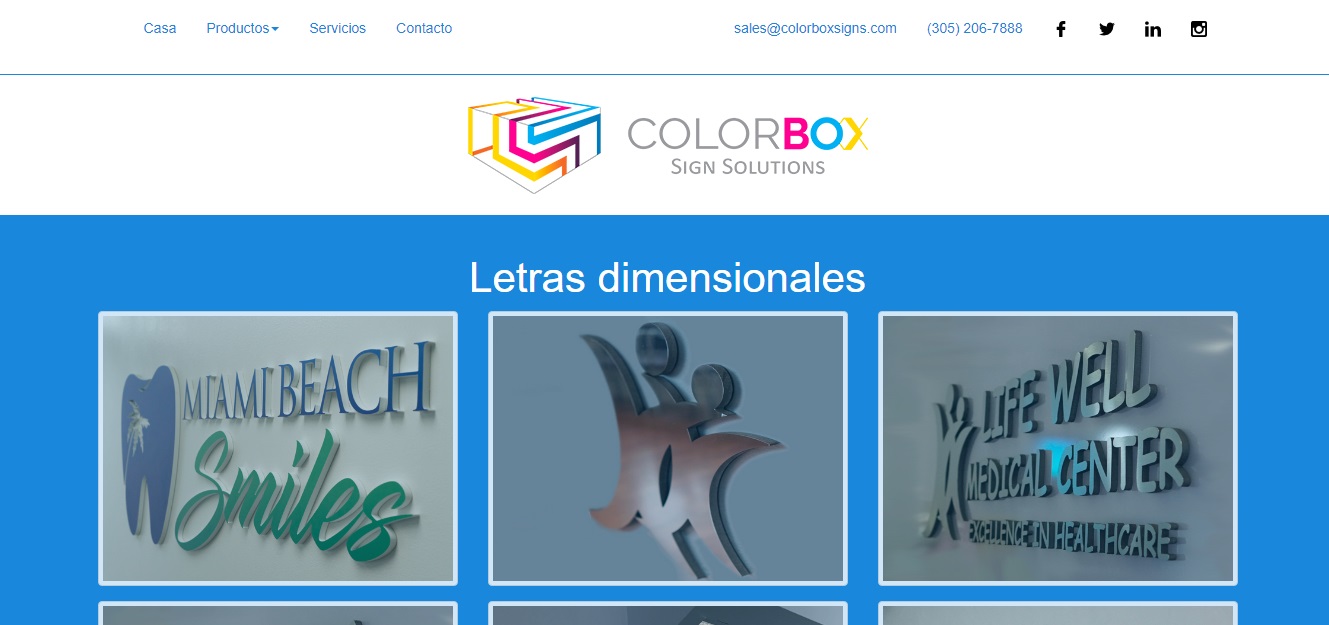 Casa Productos Servicios Contacto sales@colorboxsigns.com (305) 206-7888
COLORBOX
SIGN SOLUTIONS
Letras dimensionales
MIAMI BEACH
Smiles
LIFE WELL
MEDICAL CENTER
EXCELLENCE IN HEALTHCARE